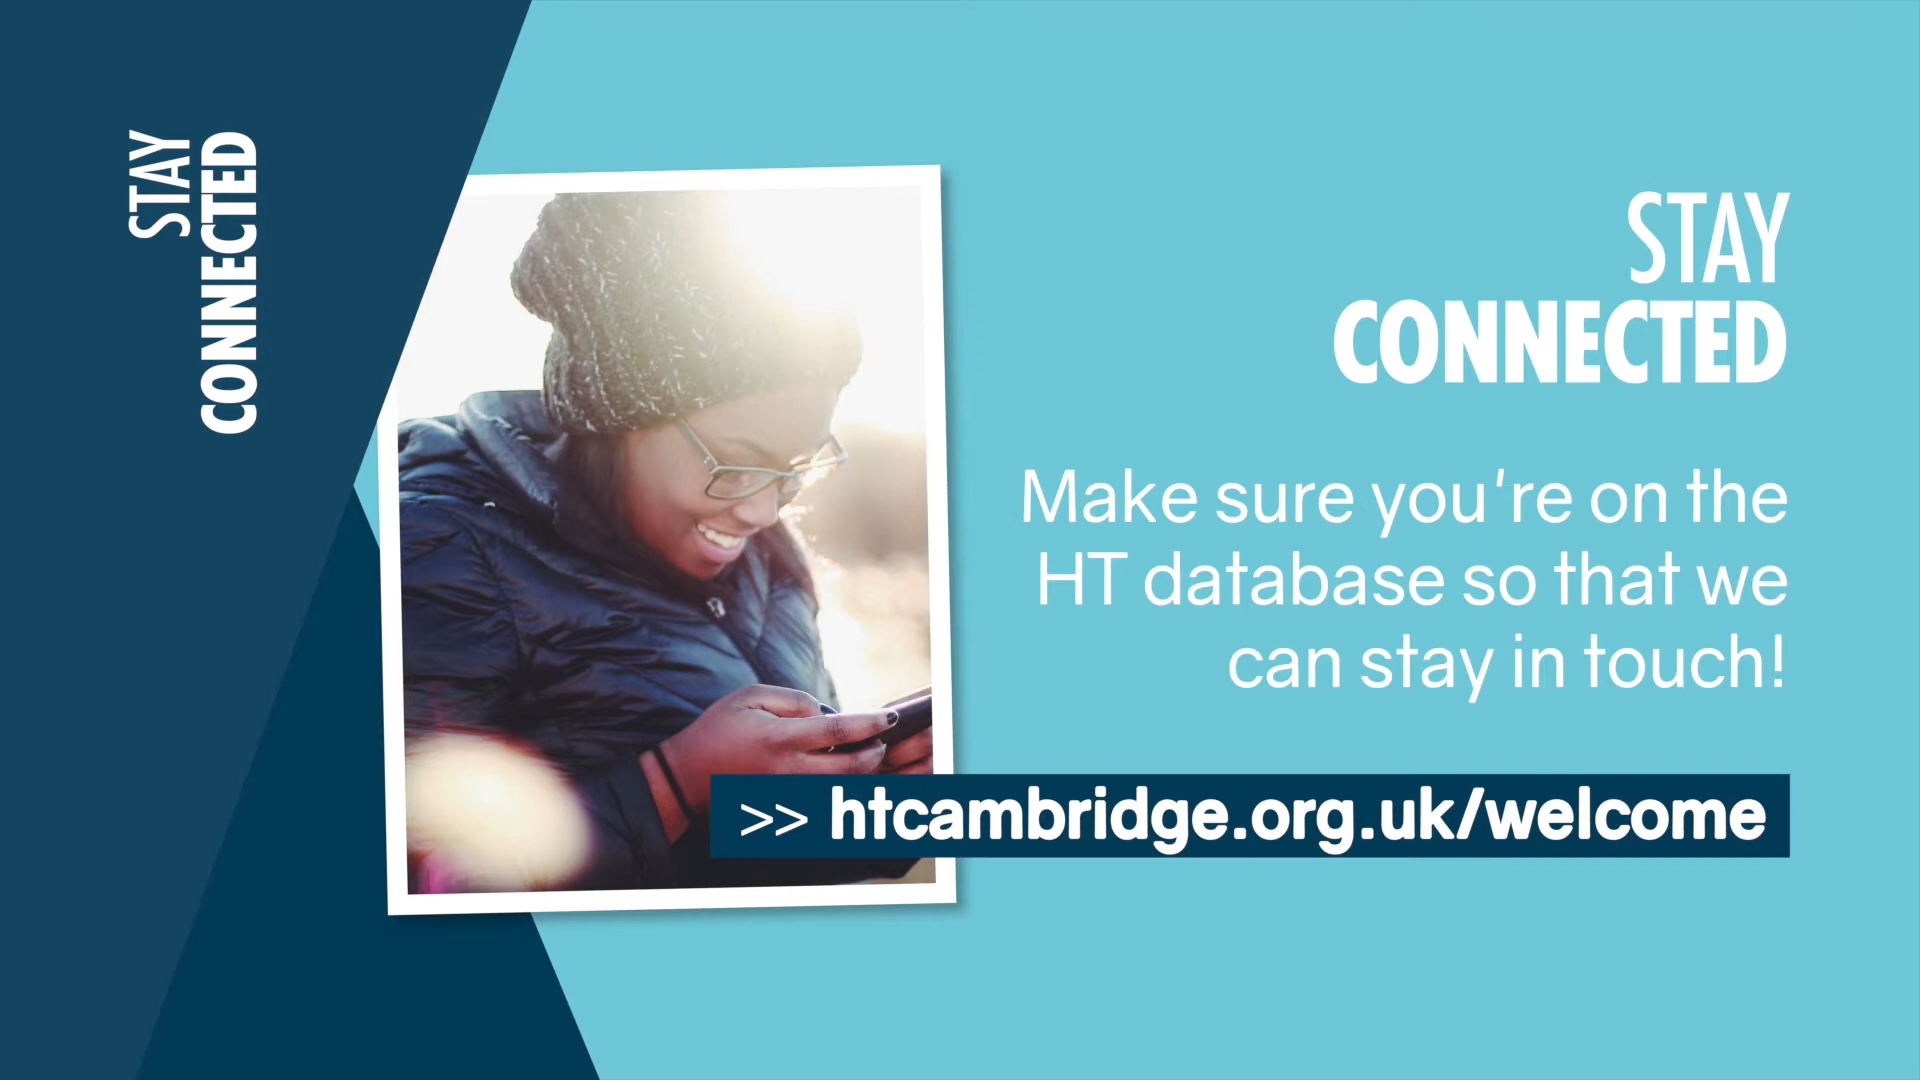 STAY
CONNECTED
STAY
CONNECTED
Make sure you're on the
HT database so that we
can stay in touch!
>> htcambridge.org.uk/welcome